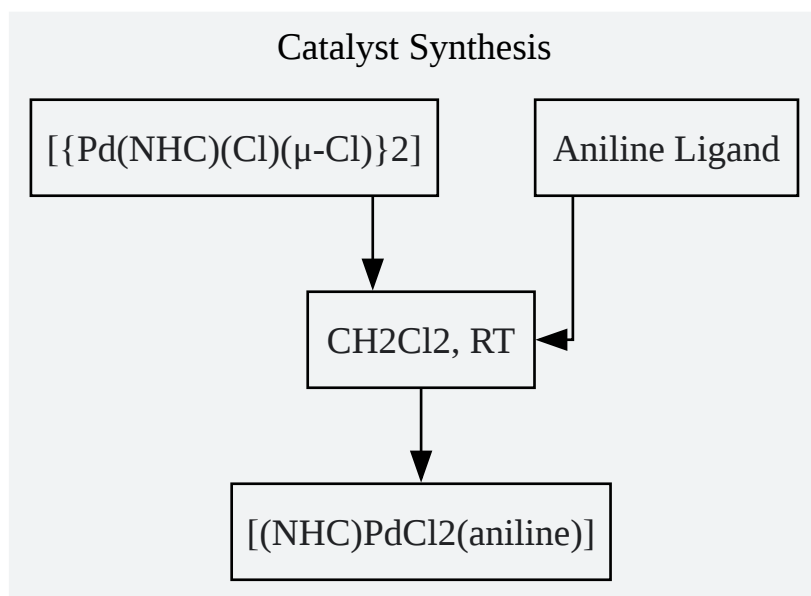 Catalyst Synthesis
[{Pd(NHC)(Cl)(μ-Cl)}2]
Aniline Ligand
CH2Cl2, RT
[(NHC)PdCl2(aniline)]